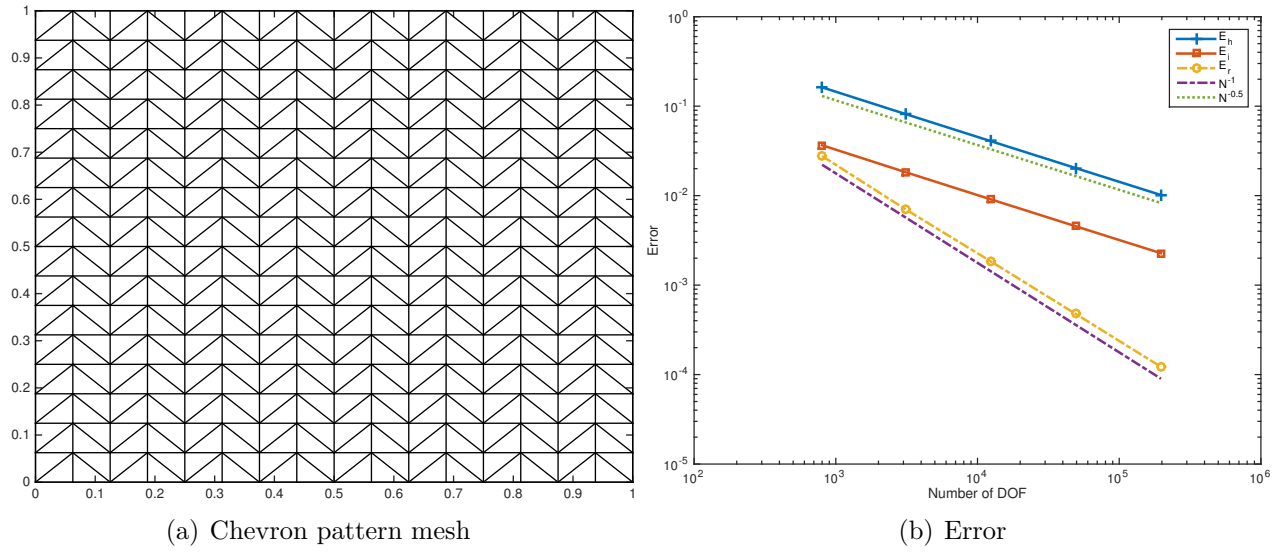 1
0.9
0.8
0.7
0.6
0.5
0.4
0.3
0.2
0.1
0
0 0.1 0.2 0.3 0.4 0.5 0.6 0.7 0.8 0.9 1
(a) Chevron pattern mesh
10^0
10^-1
10^-2
10^-3
10^-4
10^-5
Error
E_h
E_i
E_r
N^-1
N^-0.5
10^2 10^3 10^4 10^5 10^6
Number of DOF
(b) Error